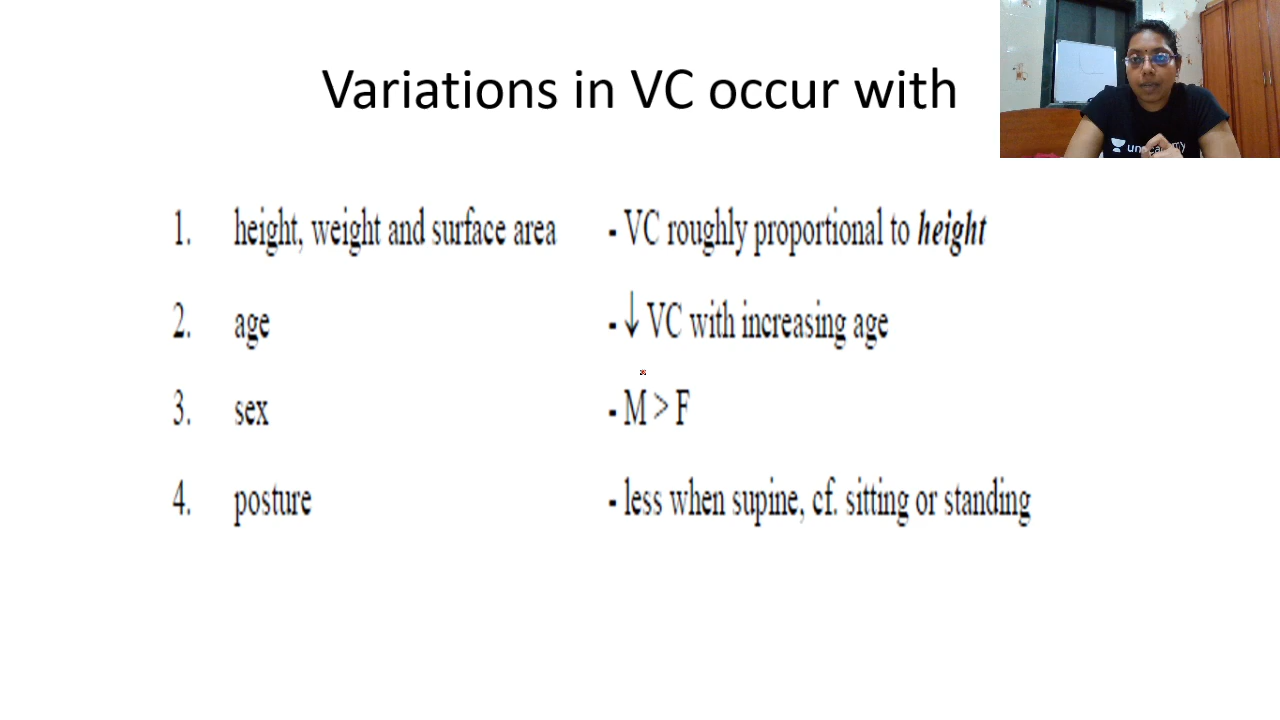 Variations in VC occur with
1. height, weight and surface area - VC roughly proportional to height
2. age - ↓ VC with increasing age
3. sex - M > F
4. posture - less when supine, cf. sitting or standing